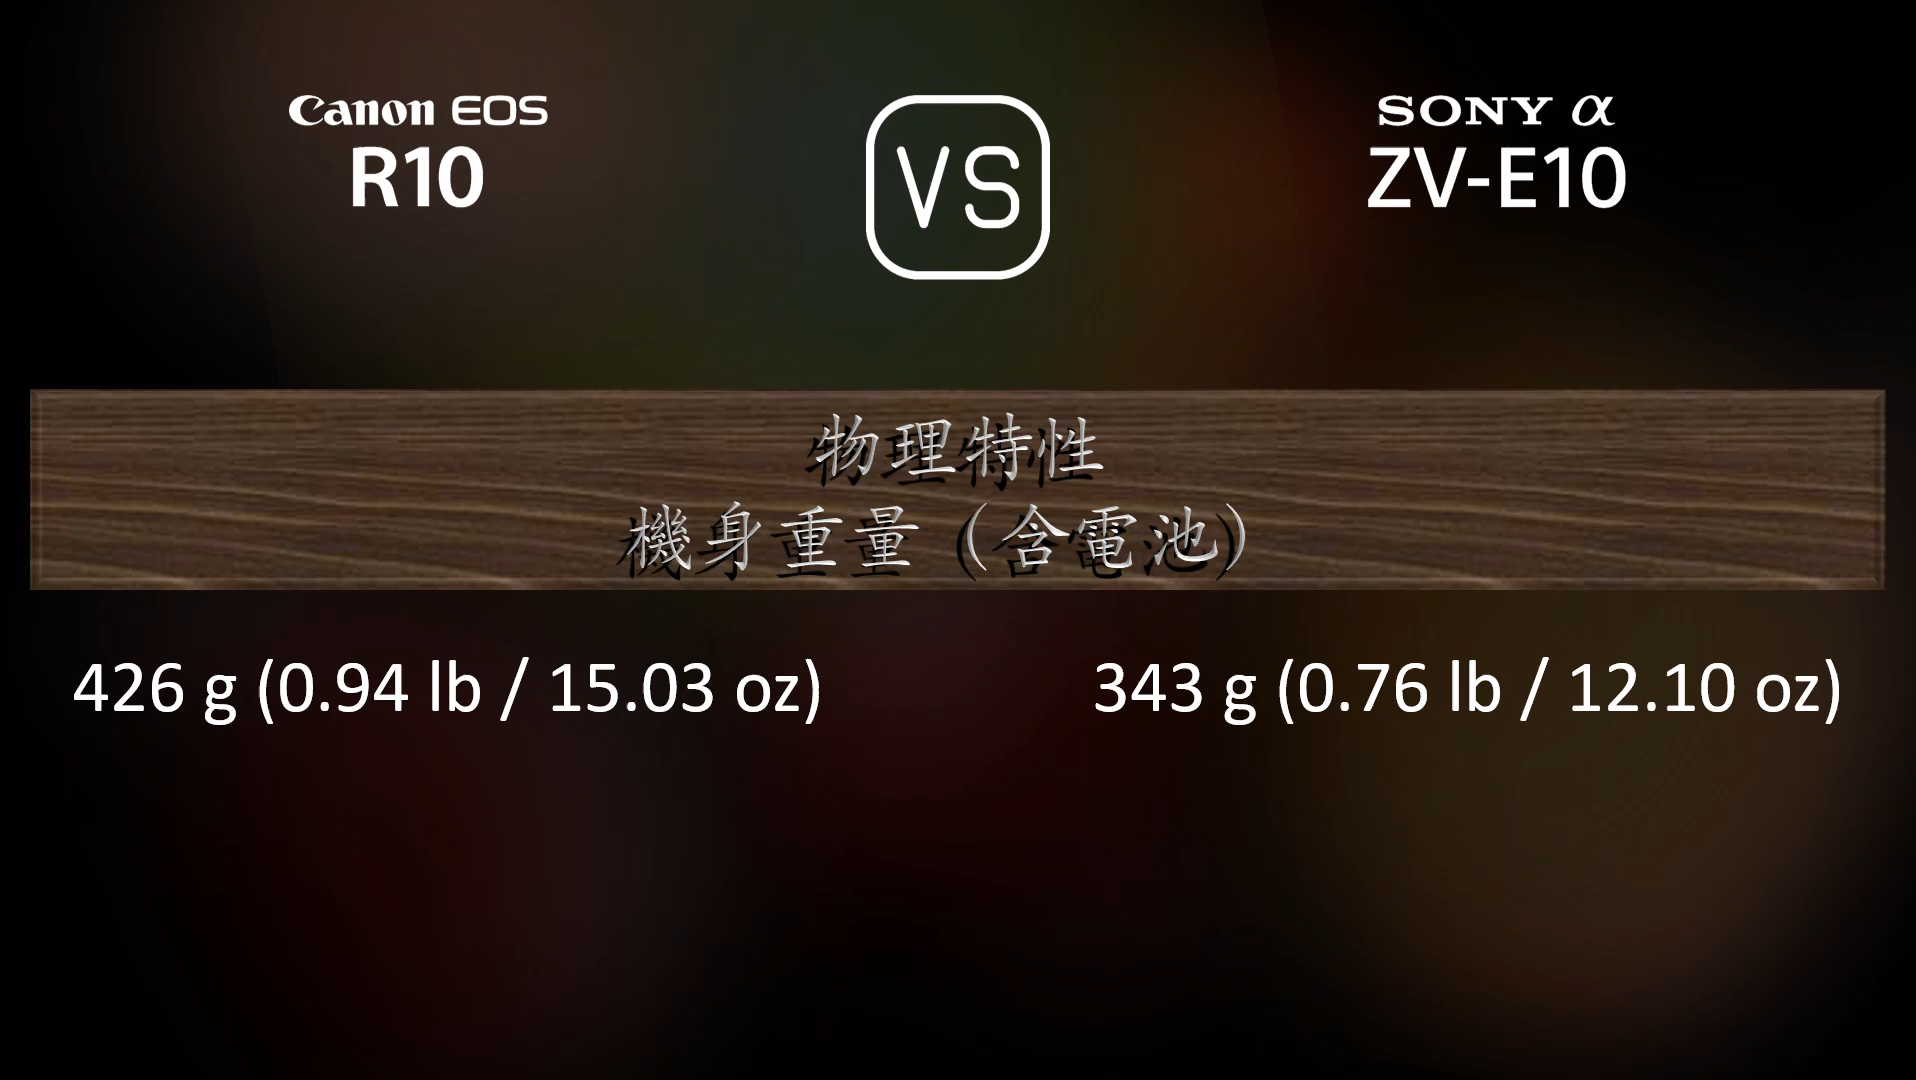 Canon EOS
R10
VS
SONY α
ZV-E10
物理特性
機身重量（含電池）
426 g (0.94 lb / 15.03 oz)
343 g (0.76 lb / 12.10 oz)